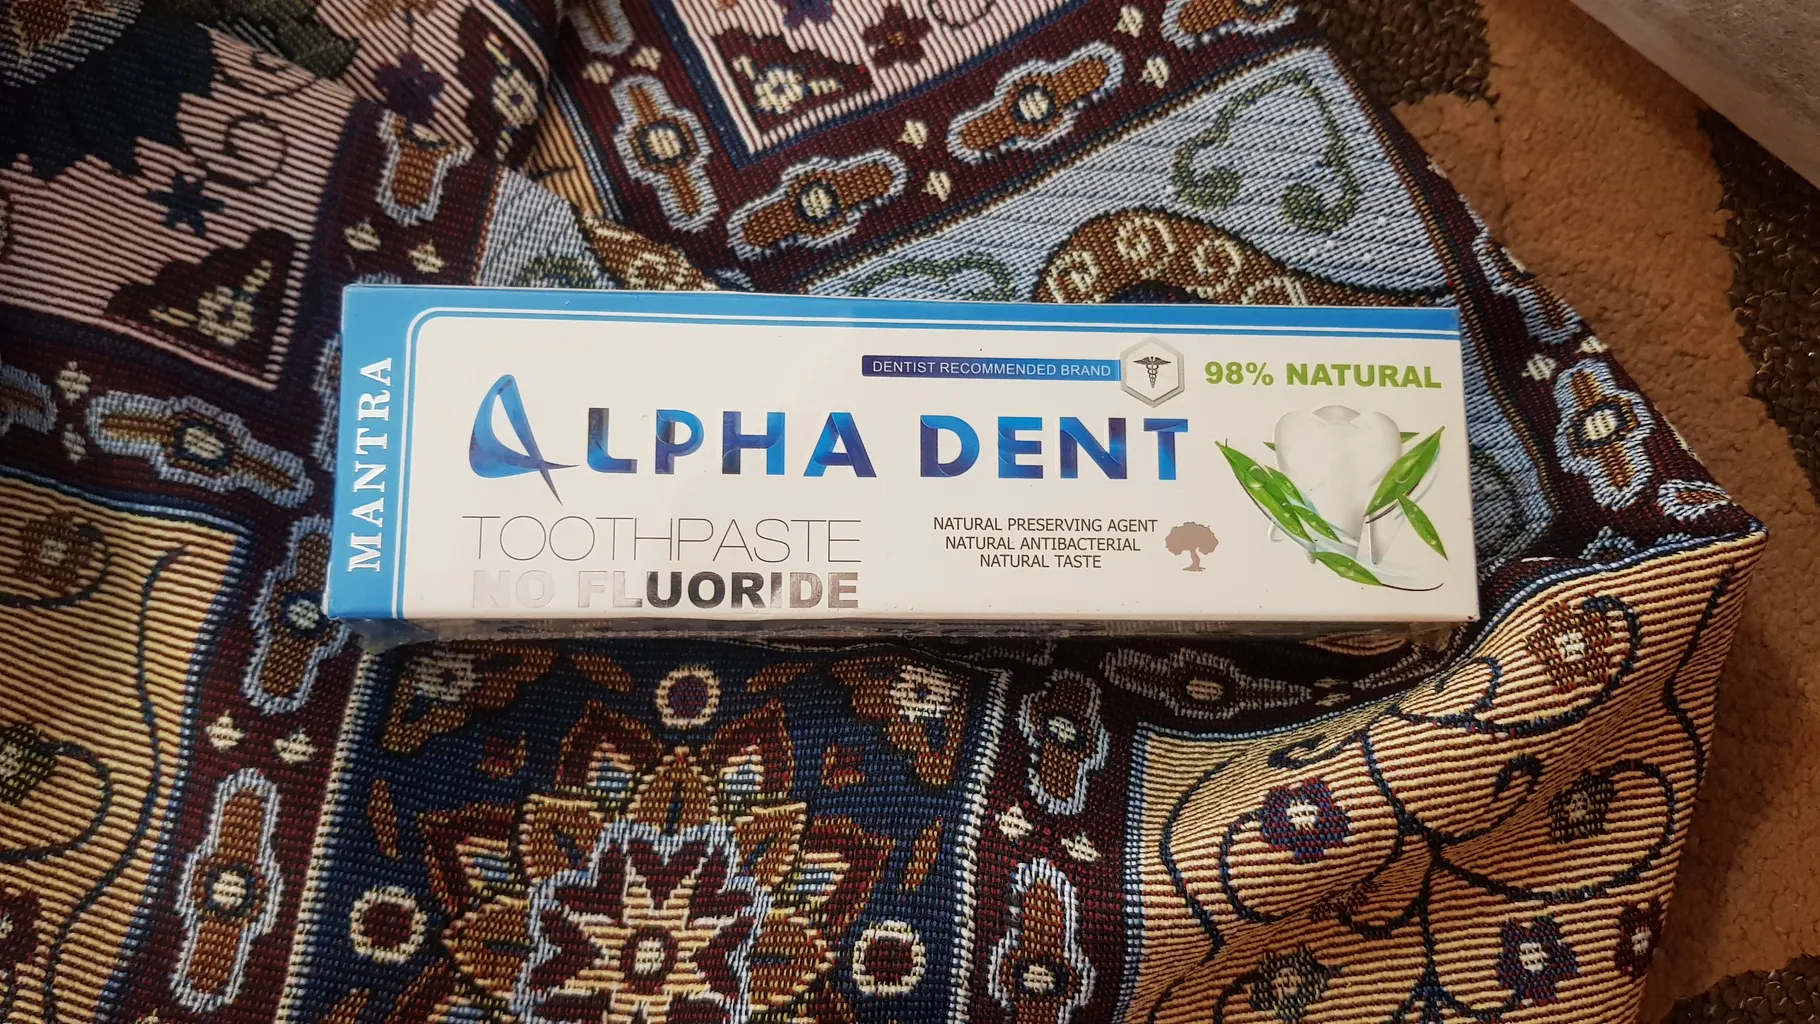 MANTRA
DENTIST RECOMMENDED BRAND
98% NATURAL
ALPHA DENT
TOOTHPASTE
NO FLUORIDE
NATURAL PRESERVING AGENT
NATURAL ANTIBACTERIAL
NATURAL TASTE